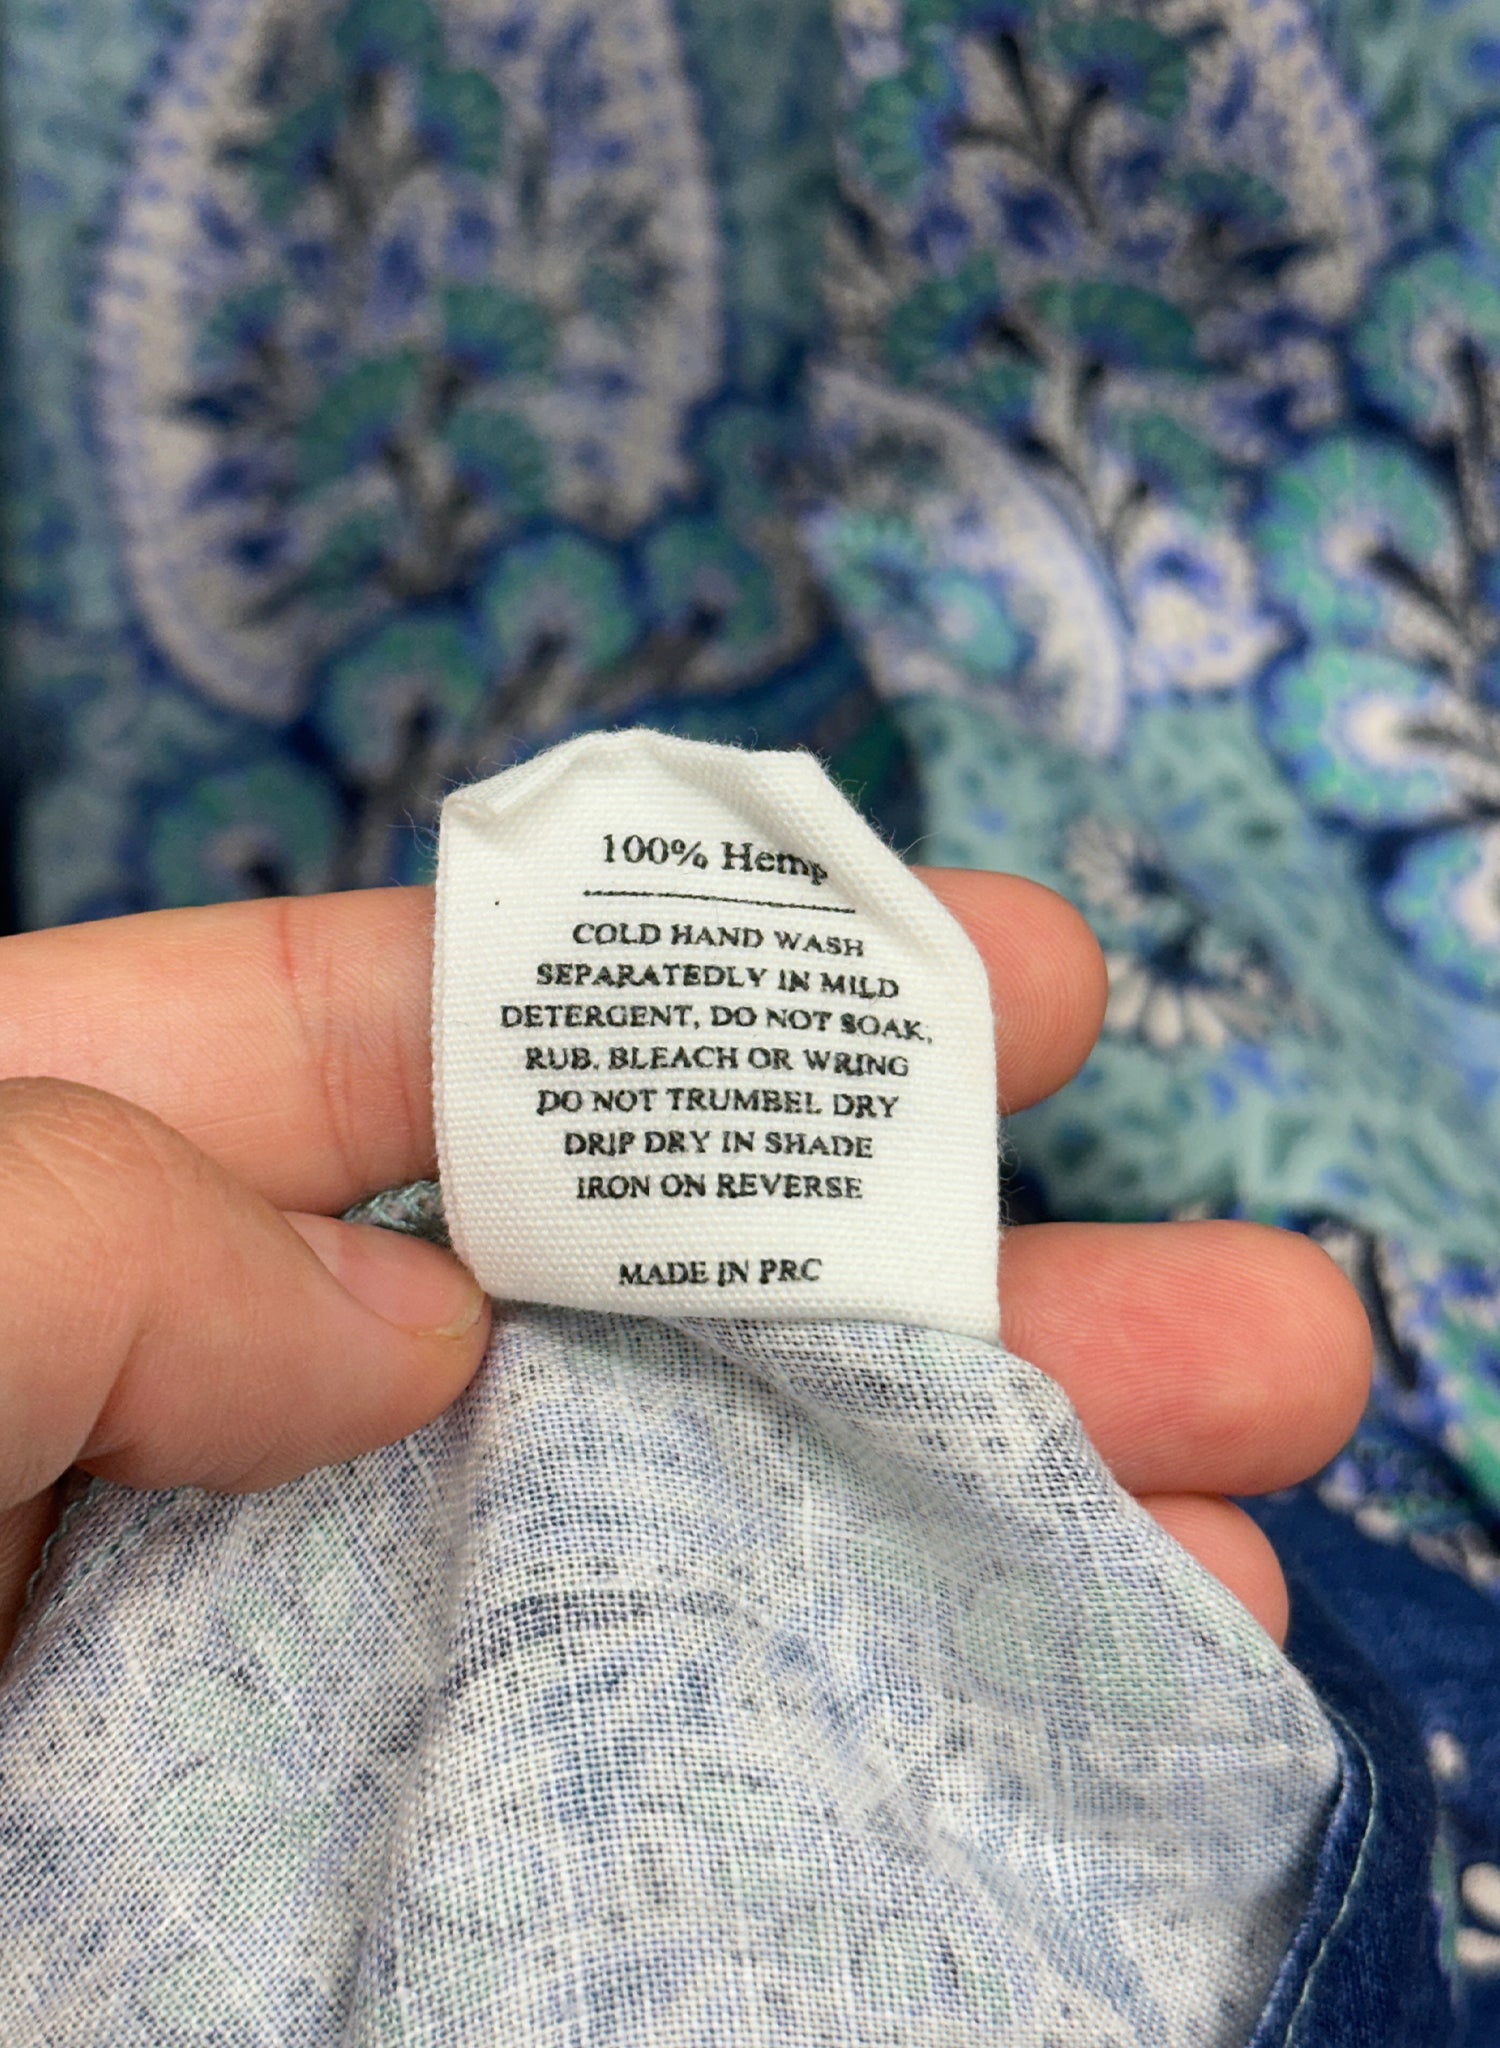 100% Hemp
COLD HAND WASH
SEPARATEDLY IN MILD
DETERGENT, DO NOT SOAK,
RUB, BLEACH OR WRING
DO NOT TRUMBEL DRY
DRIP DRY IN SHADE
IRON ON REVERSE
MADE IN PRC